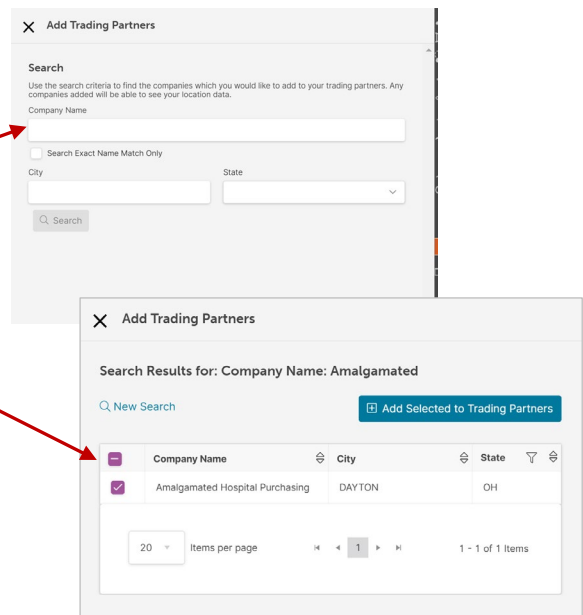 Add Trading Partners
Search
Use the search criteria to find the companies which you would like to add to your trading partners. Any
companies added will be able to see your location data.
Company Name
Search Exact Name Match Only
City State
Search
Add Trading Partners
Search Results for: Company Name: Amalgamated
New Search Add Selected to Trading Partners
Company Name City State
Amalgamated Hospital Purchasing DAYTON OH
20 Items per page 1 1 - 1 of 1 Items